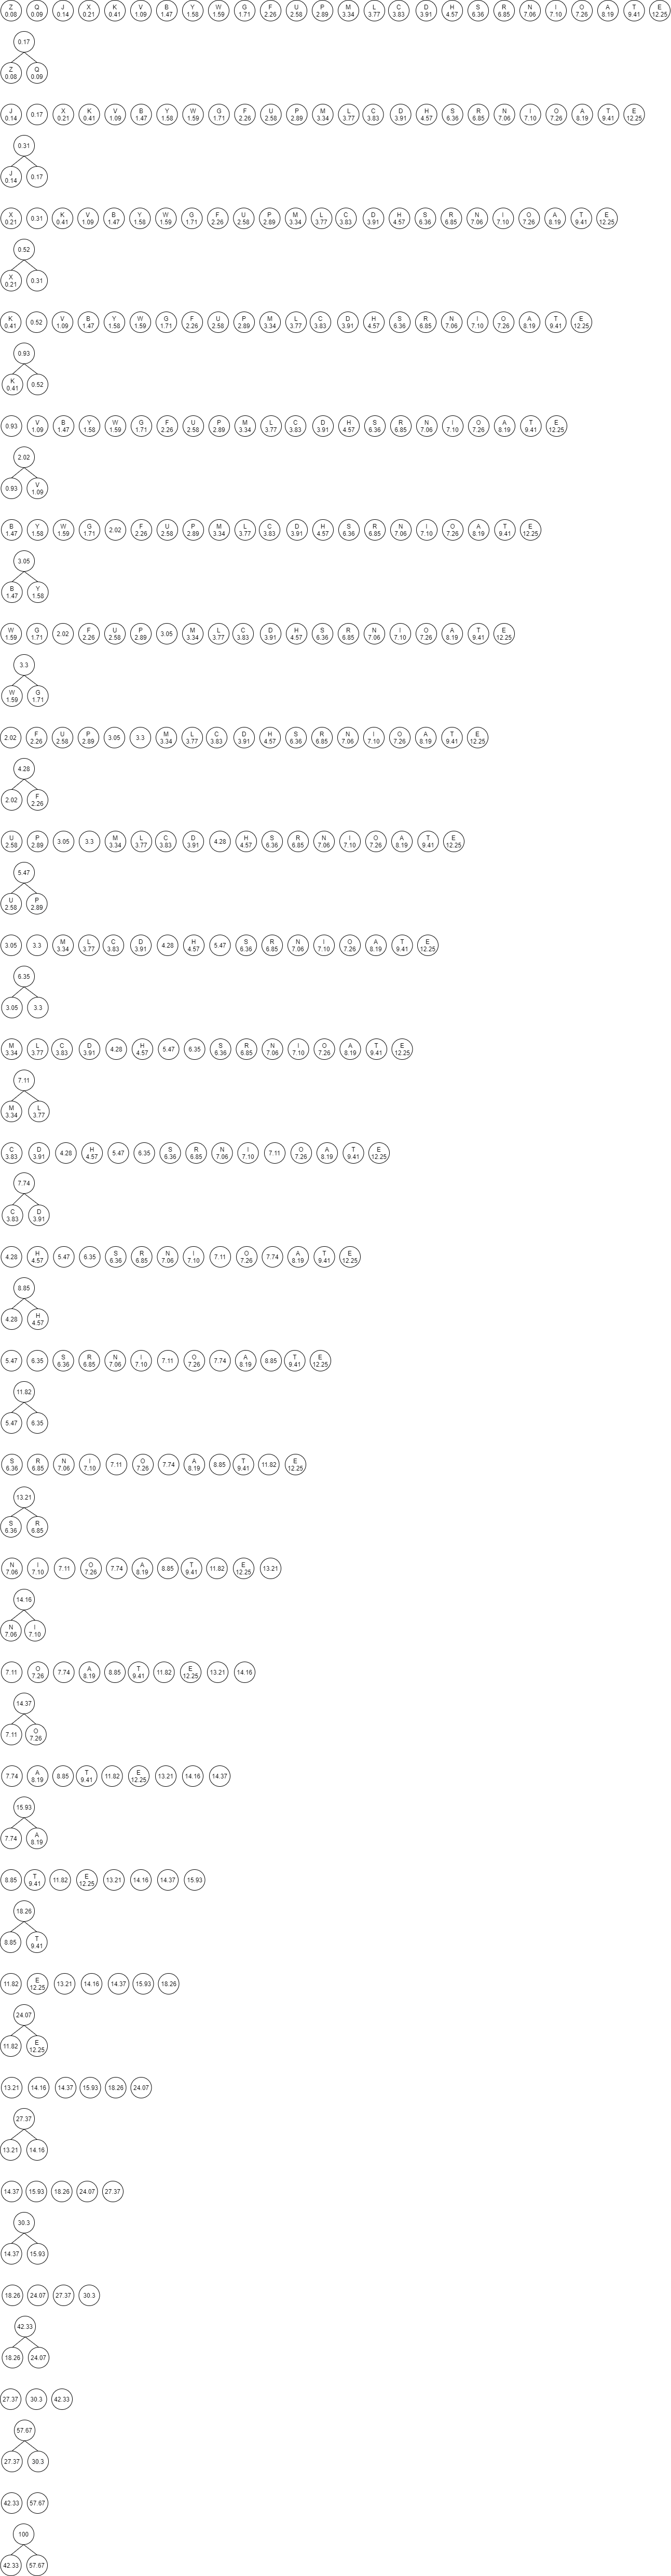 Z 0.08 Q 0.09 J 0.14 X 0.21 K 0.41 V 1.09 B 1.47 Y 1.58 W 1.59 G 1.71 F 2.26 U 2.58 P 2.89 M 3.34 L 3.77 C 3.83 D 3.91 H 4.57 S 6.36 R 6.85 N 7.06 I 7.10 O 7.26 A 8.19 T 9.41 E 12.25
0.17
Z 0.08 Q 0.09
J 0.14 0.17 X 0.21 K 0.41 V 1.09 B 1.47 Y 1.58 W 1.59 G 1.71 F 2.26 U 2.58 P 2.89 M 3.34 L 3.77 C 3.83 D 3.91 H 4.57 S 6.36 R 6.85 N 7.06 I 7.10 O 7.26 A 8.19 T 9.41 E 12.25
0.31
J 0.14 0.17
X 0.21 0.31 K 0.41 V 1.09 B 1.47 Y 1.58 W 1.59 G 1.71 F 2.26 U 2.58 P 2.89 M 3.34 L 3.77 C 3.83 D 3.91 H 4.57 S 6.36 R 6.85 N 7.06 I 7.10 O 7.26 A 8.19 T 9.41 E 12.25
0.52
X 0.21 0.31
K 0.41 0.52 V 1.09 B 1.47 Y 1.58 W 1.59 G 1.71 F 2.26 U 2.58 P 2.89 M 3.34 L 3.77 C 3.83 D 3.91 H 4.57 S 6.36 R 6.85 N 7.06 I 7.10 O 7.26 A 8.19 T 9.41 E 12.25
0.93
K 0.41 0.52
0.93 V 1.09 B 1.47 Y 1.58 W 1.59 G 1.71 F 2.26 U 2.58 P 2.89 M 3.34 L 3.77 C 3.83 D 3.91 H 4.57 S 6.36 R 6.85 N 7.06 I 7.10 O 7.26 A 8.19 T 9.41 E 12.25
2.02
0.93 V 1.09
B 1.47 Y 1.58 W 1.59 G 1.71 2.02 F 2.26 U 2.58 P 2.89 M 3.34 L 3.77 C 3.83 D 3.91 H 4.57 S 6.36 R 6.85 N 7.06 I 7.10 O 7.26 A 8.19 T 9.41 E 12.25
3.05
B 1.47 Y 1.58
W 1.59 G 1.71 2.02 F 2.26 U 2.58 P 2.89 3.05 M 3.34 L 3.77 C 3.83 D 3.91 H 4.57 S 6.36 R 6.85 N 7.06 I 7.10 O 7.26 A 8.19 T 9.41 E 12.25
3.3
W 1.59 G 1.71
2.02 F 2.26 U 2.58 P 2.89 3.05 3.3 M 3.34 L 3.77 C 3.83 D 3.91 H 4.57 S 6.36 R 6.85 N 7.06 I 7.10 O 7.26 A 8.19 T 9.41 E 12.25
4.28
2.02 F 2.26
U 2.58 P 2.89 3.05 3.3 M 3.34 L 3.77 C 3.83 D 3.91 4.28 H 4.57 S 6.36 R 6.85 N 7.06 I 7.10 O 7.26 A 8.19 T 9.41 E 12.25
5.47
U 2.58 P 2.89
3.05 3.3 M 3.34 L 3.77 C 3.83 D 3.91 4.28 H 4.57 5.47 S 6.36 R 6.85 N 7.06 I 7.10 O 7.26 A 8.19 T 9.41 E 12.25
6.35
3.05 3.3
M 3.34 L 3.77 C 3.83 D 3.91 4.28 H 4.57 5.47 6.35 S 6.36 R 6.85 N 7.06 I 7.10 O 7.26 A 8.19 T 9.41 E 12.25
7.11
M 3.34 L 3.77
C 3.83 D 3.91 4.28 H 4.57 5.47 6.35 S 6.36 R 6.85 N 7.06 I 7.10 7.11 O 7.26 A 8.19 T 9.41 E 12.25
7.74
C 3.83 D 3.91
4.28 H 4.57 5.47 6.35 S 6.36 R 6.85 N 7.06 I 7.10 7.11 O 7.26 7.74 A 8.19 T 9.41 E 12.25
8.85
4.28 H 4.57
5.47 6.35 S 6.36 R 6.85 N 7.06 I 7.10 7.11 O 7.26 7.74 A 8.19 8.85 T 9.41 E 12.25
11.82
5.47 6.35
S 6.36 R 6.85 N 7.06 I 7.10 7.11 O 7.26 7.74 A 8.19 8.85 T 9.41 11.82 E 12.25
13.21
S 6.36 R 6.85
N 7.06 I 7.10 7.11 O 7.26 7.74 A 8.19 8.85 T 9.41 11.82 E 12.25 13.21
14.16
N 7.06 I 7.10
7.11 O 7.26 7.74 A 8.19 8.85 T 9.41 11.82 E 12.25 13.21 14.16
14.37
7.11 O 7.26
7.74 A 8.19 8.85 T 9.41 11.82 E 12.25 13.21 14.16 14.37
15.93
7.74 A 8.19
8.85 T 9.41 11.82 E 12.25 13.21 14.16 14.37 15.93
18.26
8.85 T 9.41
11.82 E 12.25 13.21 14.16 14.37 15.93 18.26
24.07
11.82 E 12.25
13.21 14.16 14.37 15.93 18.26 24.07
27.37
13.21 14.16
14.37 15.93 18.26 24.07 27.37
30.3
14.37 15.93
18.26 24.07 27.37 30.3
42.33
18.26 24.07
27.37 30.3 42.33
57.67
27.37 30.3
42.33 57.67
100
42.33 57.67